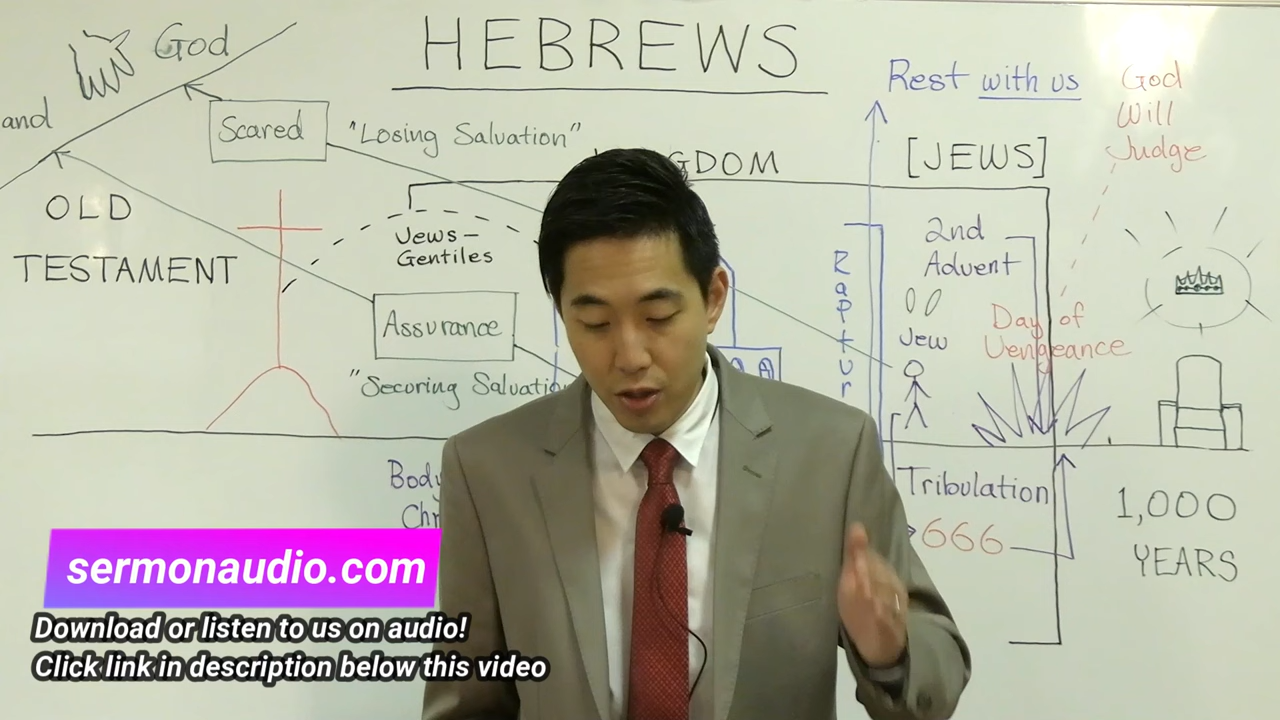 HEBREWS
God
and
Scared
"Losing Salvation"
GDOM
Rest with us
God
Will
Judge
[JEWS]
OLD
TESTAMENT
Jews-
Gentiles
Assurance
"Securing Salvation
Raptur
2nd
Advent
Jew
Day of
Vengeance
Body
Chr
Tribulation
666
1,000
YEARS
sermonaudio.com
Download or listen to us on audio!
Click link in description below this video